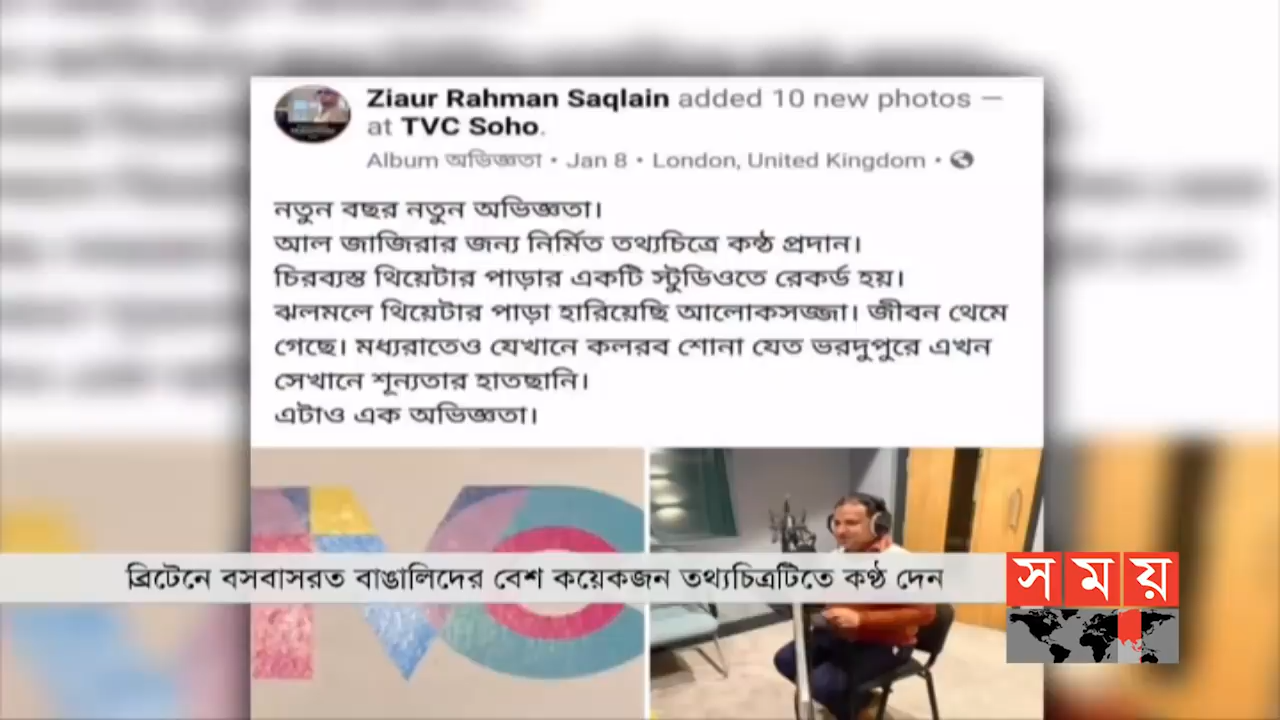 Ziaur Rahman Saqlain added 10 new photos —
at TVC Soho.
Album অভিজ্ঞতা • Jan 8 • London, United Kingdom •
নতুন বছর নতুন অভিজ্ঞতা।
আল জাজিরার জন্য নির্মিত তথ্যচিত্রে কন্ঠ প্রদান।
চিরব্যস্ত থিয়েটার পাড়ার একটি স্টুডিওতে রেকর্ড হয়।
ঝলমলে থিয়েটার পাড়া হারিয়েছি আলোকসজ্জা। জীবন থেমে
গেছে। মধ্যরাতেও যেখানে কলরব শোনা যেত ভরদুপুরে এখন
সেখানে শূন্যতার হাতছানি।
এটাও এক অভিজ্ঞতা।
ব্রিটেনে বসবাসরত বাঙালিদের বেশ কয়েকজন তথ্যচিত্রটিতে কণ্ঠ দেন
সময়